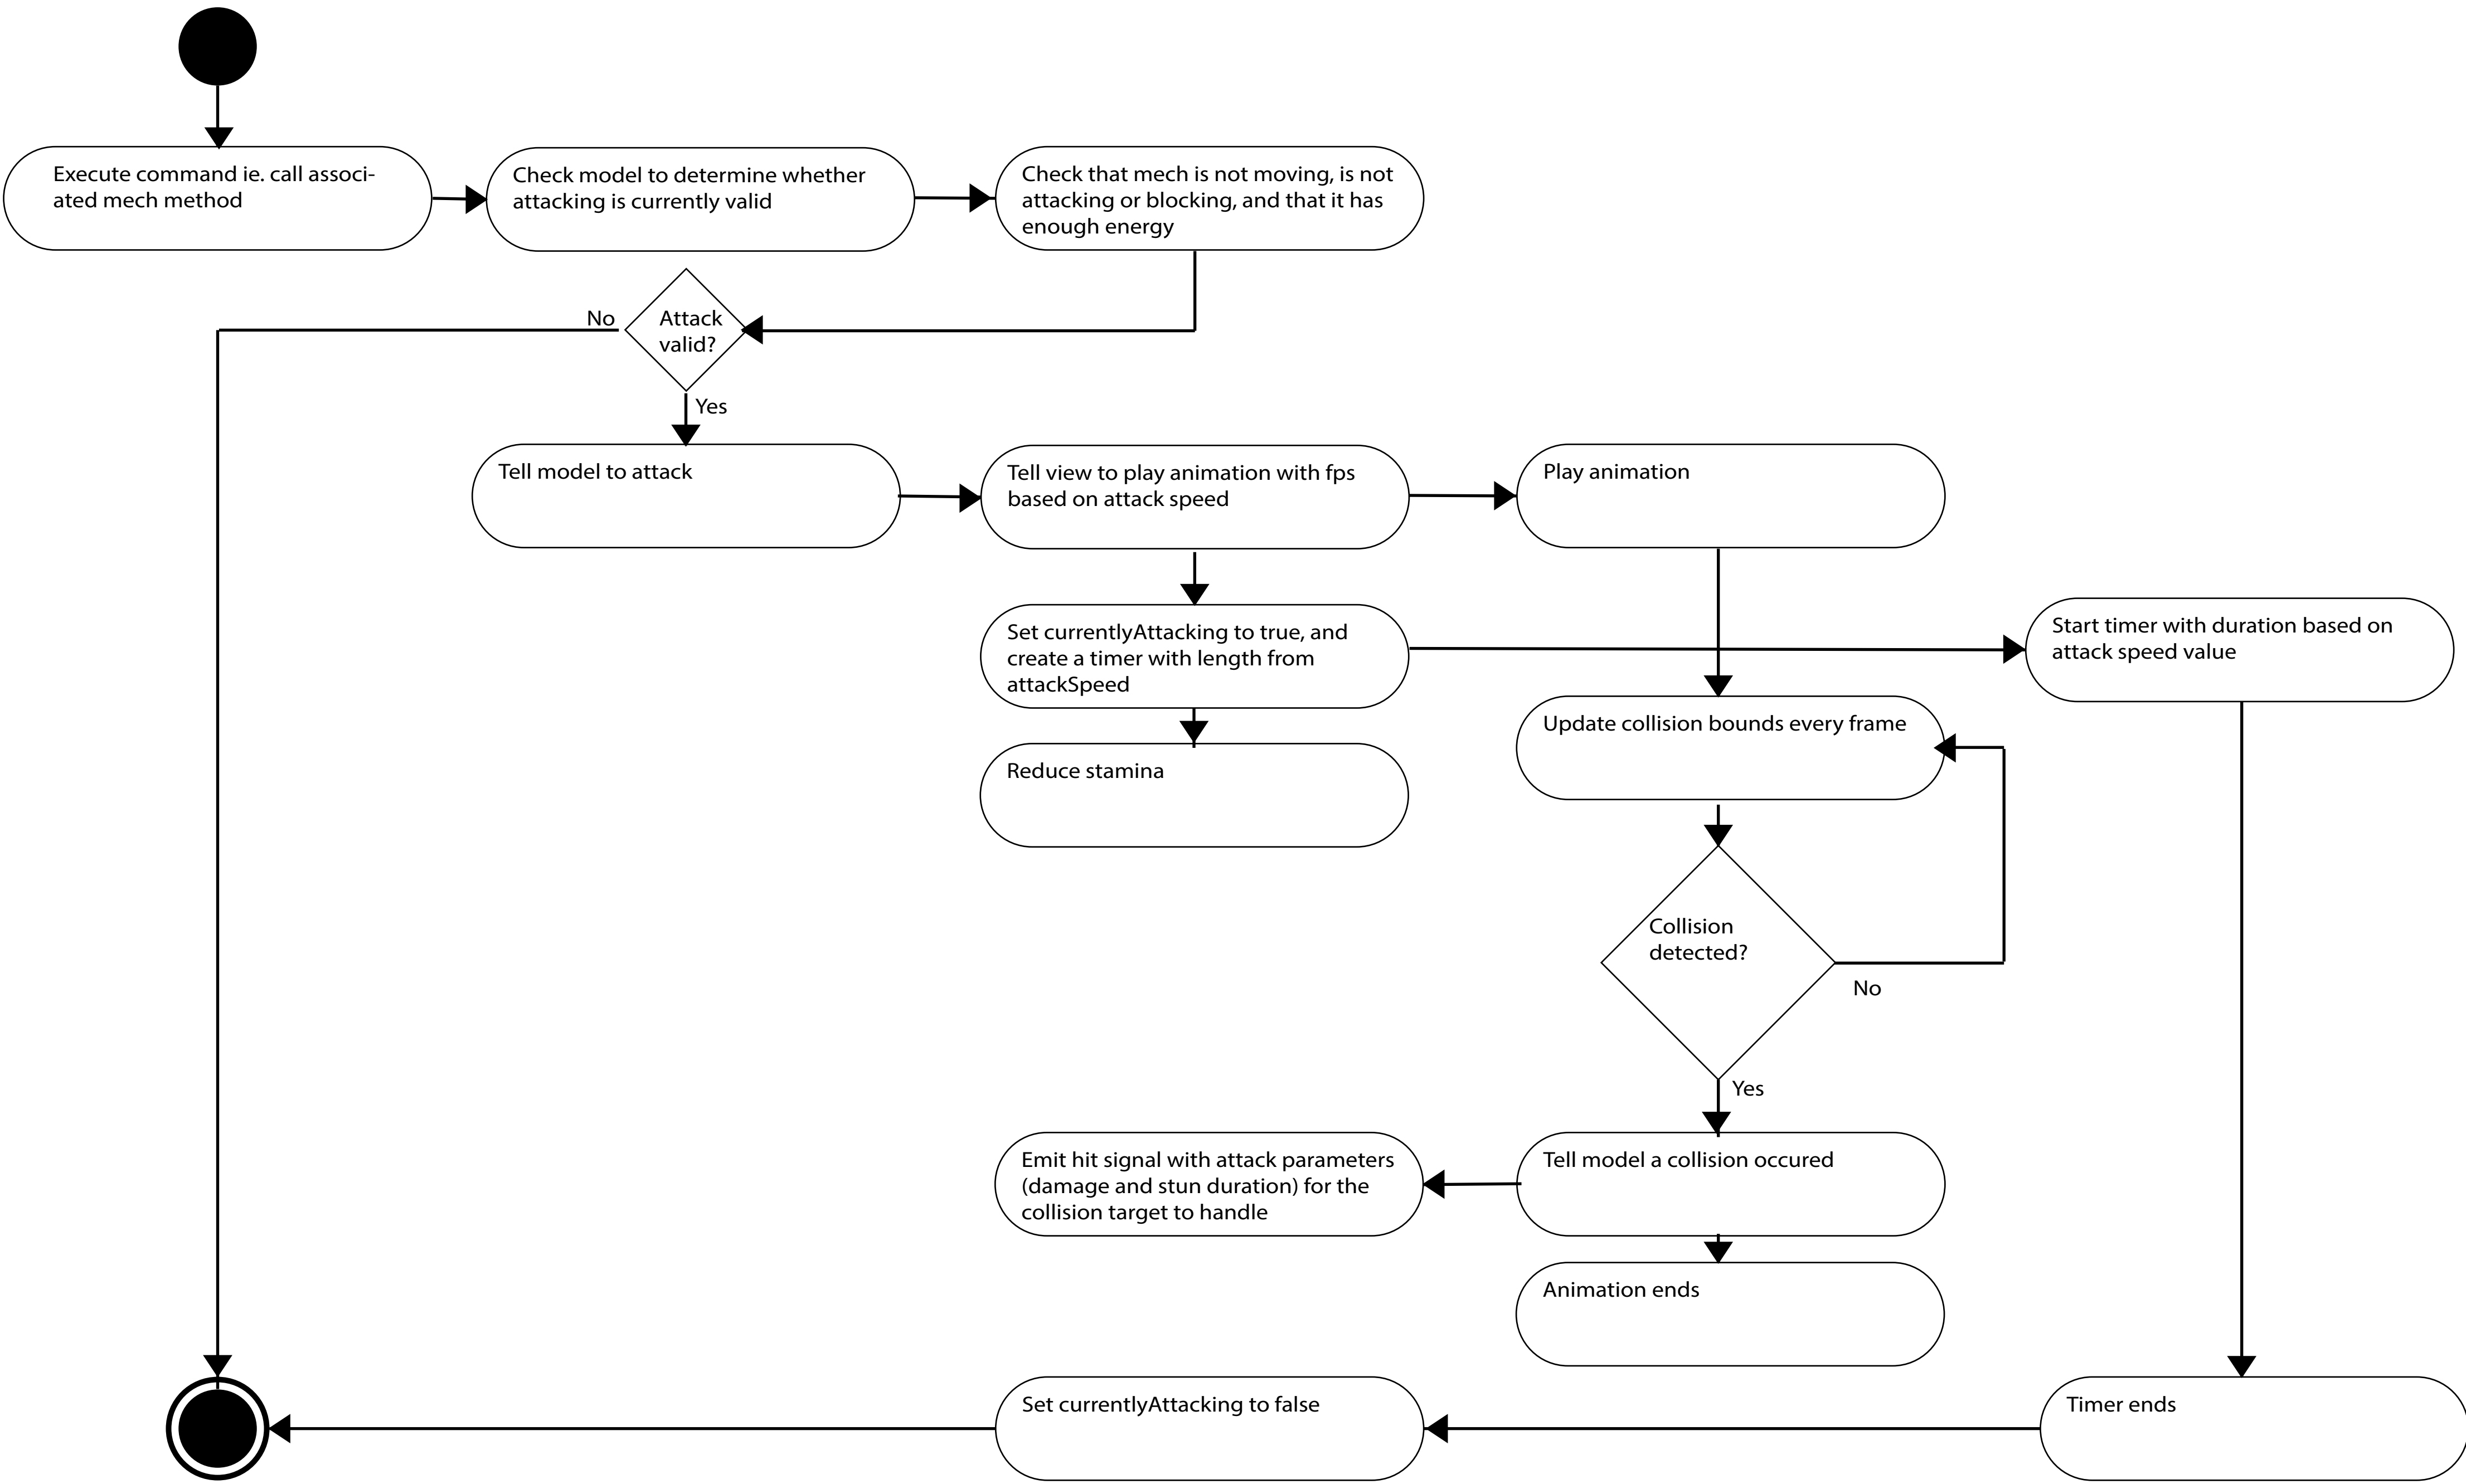 Execute command ie. call associ-
ated mech method
Check model to determine whether
attacking is currently valid
Check that mech is not moving, is not
attacking or blocking, and that it has
enough energy
No
Attack
valid?
Yes
Tell model to attack
Tell view to play animation with fps
based on attack speed
Play animation
Set currentlyAttacking to true, and
create a timer with length from
attackSpeed
Start timer with duration based on
attack speed value
Reduce stamina
Update collision bounds every frame
Collision
detected?
No
Yes
Emit hit signal with attack parameters
(damage and stun duration) for the
collision target to handle
Tell model a collision occured
Animation ends
Set currentlyAttacking to false
Timer ends